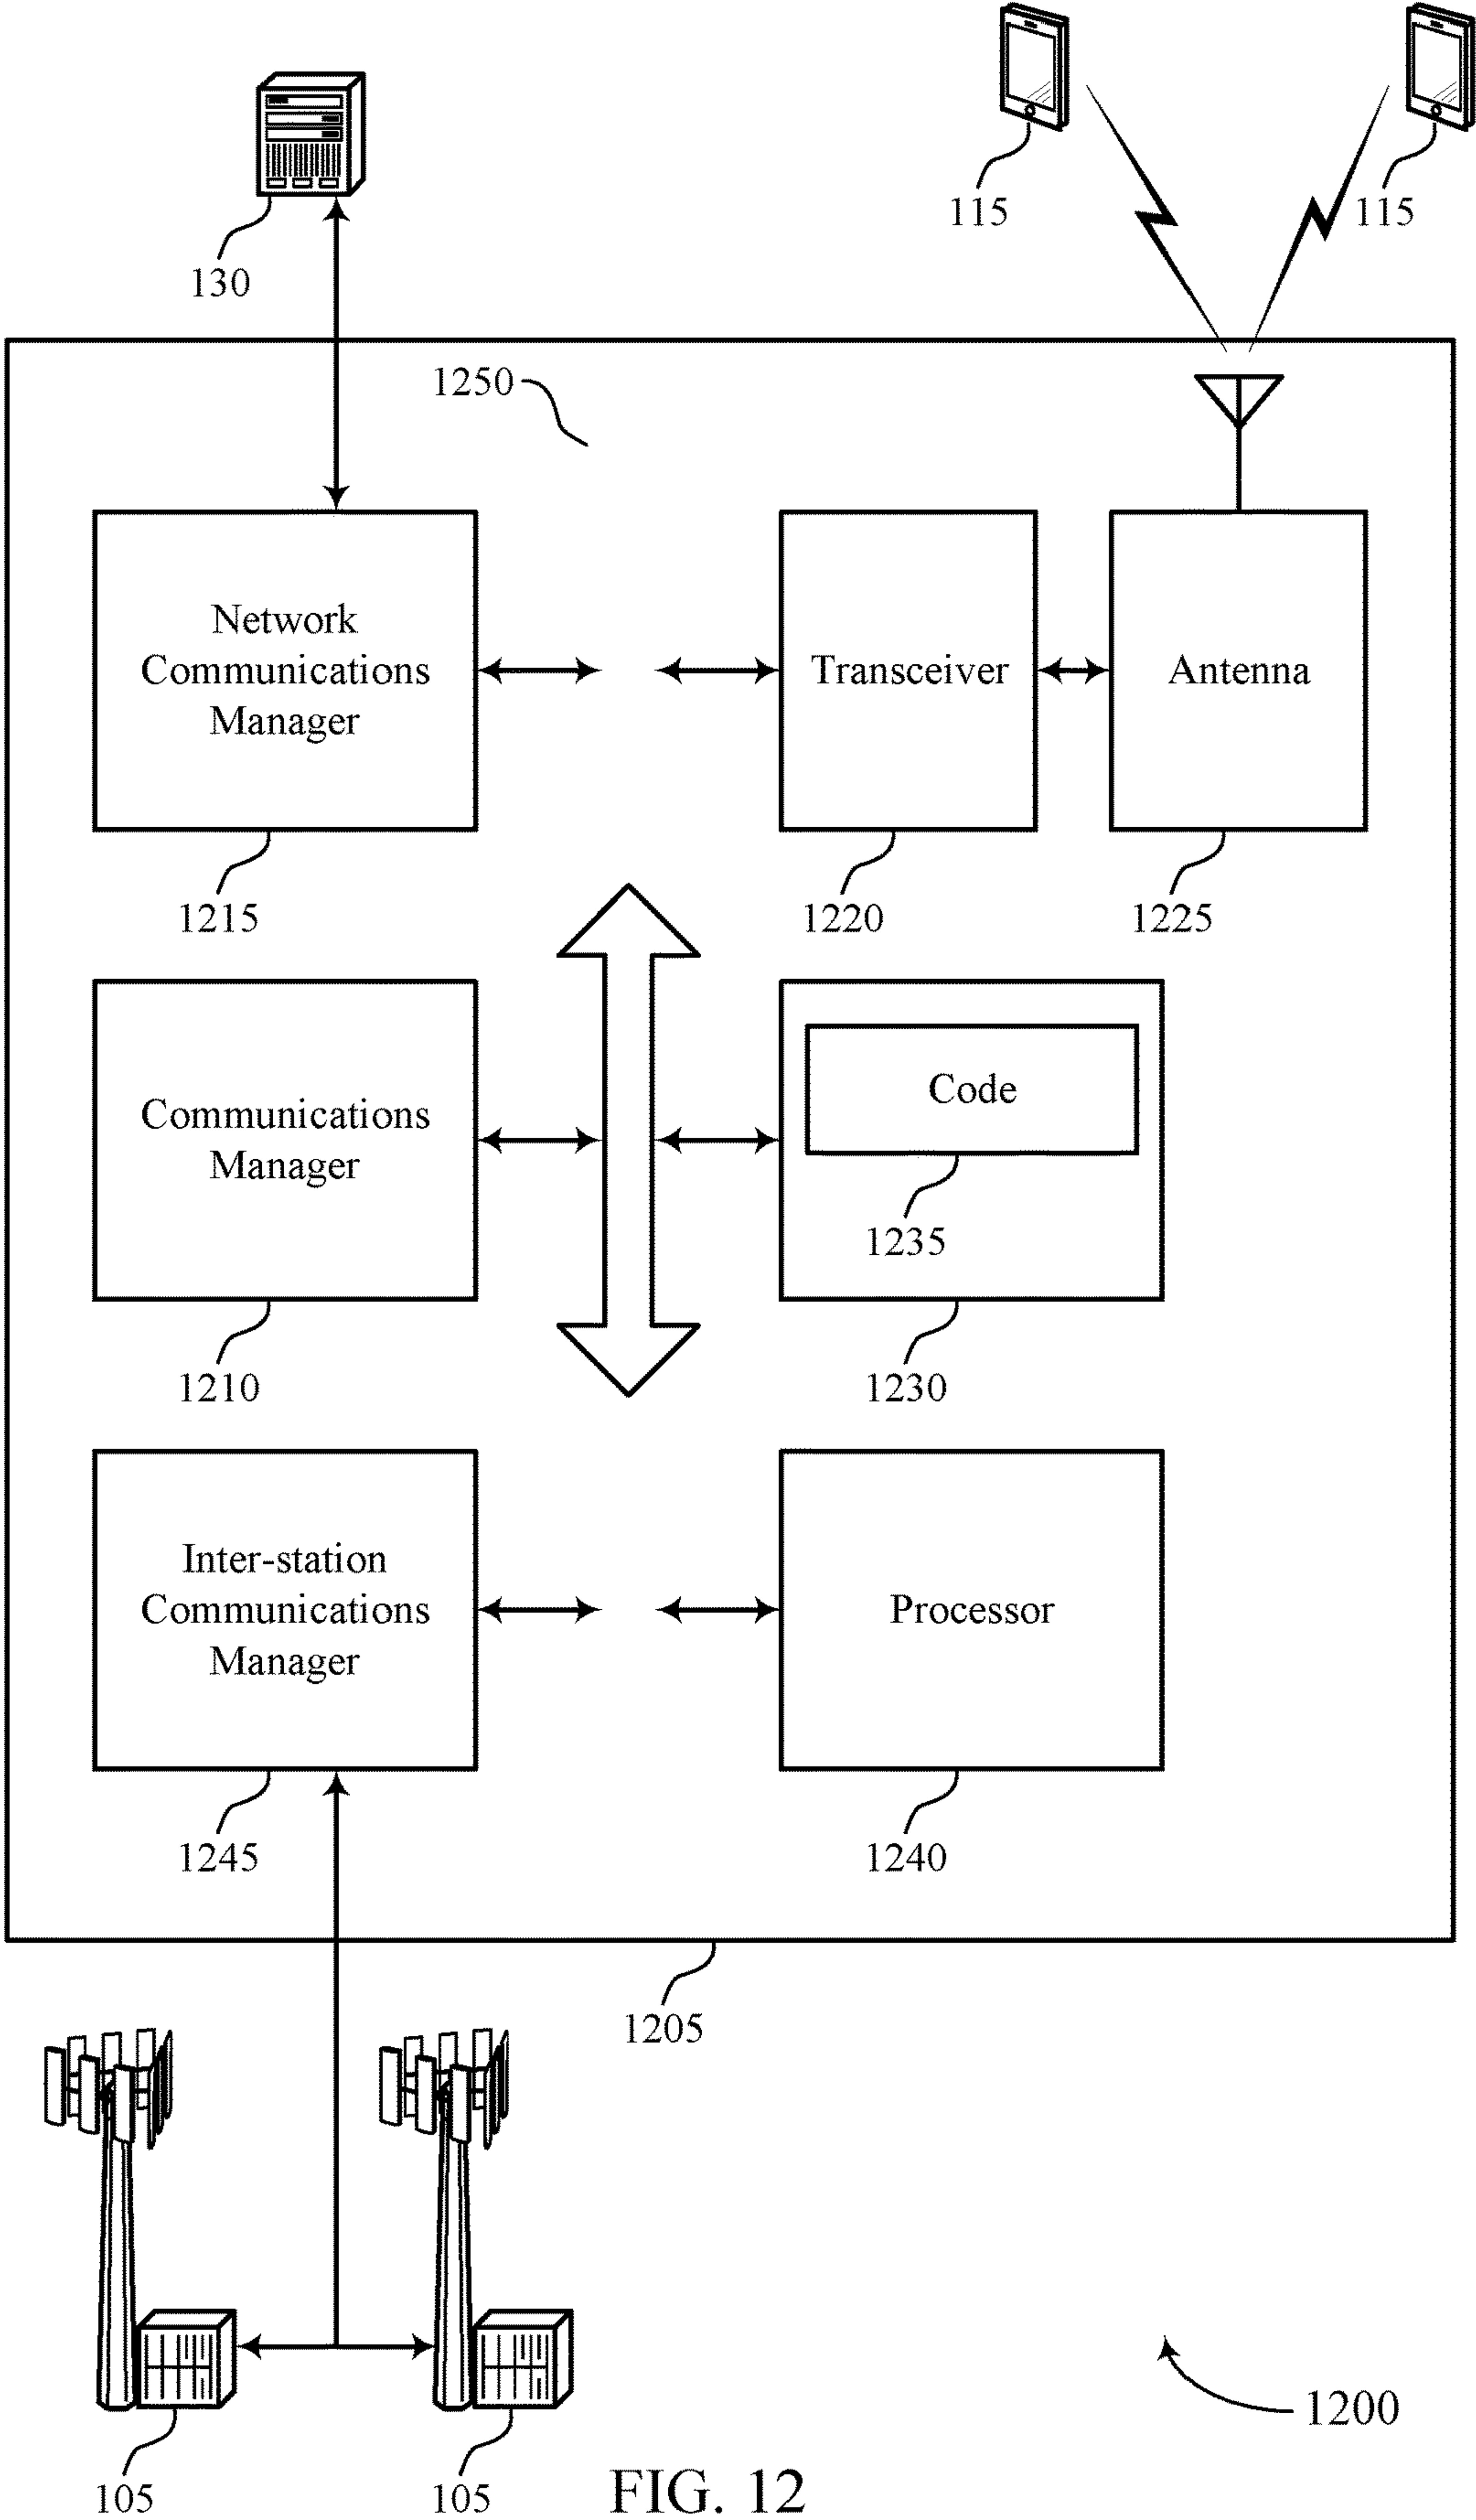 115
115
130
1250
Network
Communications
Manager
Transceiver
Antenna
1215
1220
1225
Communications
Manager
Code
1235
1210
1230
Inter-station
Communications
Manager
Processor
1245
1240
1205
1200
105
105
FIG. 12